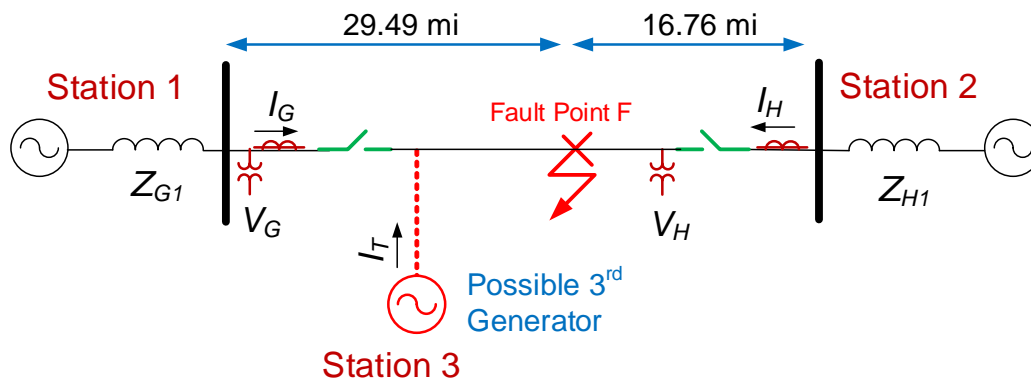 29.49 mi
16.76 mi
Station 1
Station 2
I_G
I_H
Fault Point F
Z_G1
V_G
V_H
Z_H1
I_T
Possible 3rd
Generator
Station 3